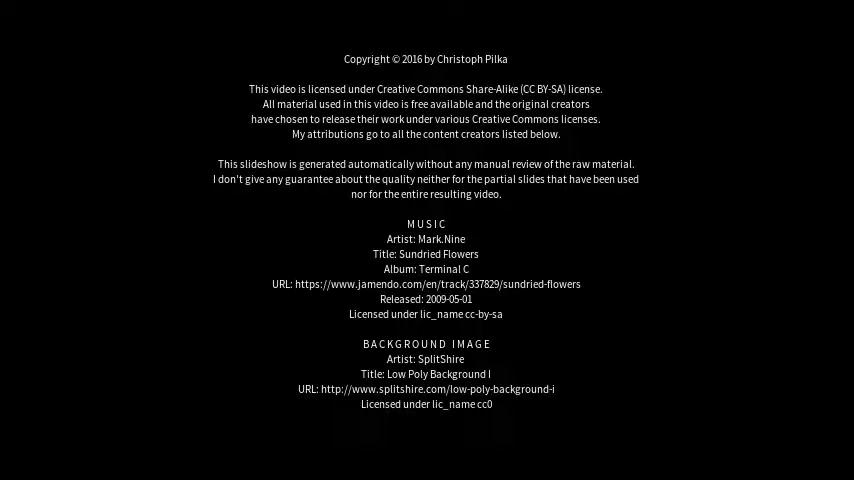 Copyright © 2016 by Christoph Pilka
This video is licensed under Creative Commons Share-Alike (CC BY-SA) license.
All material used in this video is free available and the original creators
have chosen to release their work under various Creative Commons licenses.
My attributions go to all the content creators listed below.
This slideshow is generated automatically without any manual review of the raw material.
I don't give any guarantee about the quality neither for the partial slides that have been used
nor for the entire resulting video.
MUSIC
Artist: Mark.Nine
Title: Sundried Flowers
Album: Terminal C
URL: https://www.jamendo.com/en/track/337829/sundried-flowers
Released: 2009-05-01
Licensed under lic_name cc-by-sa
BACKGROUND IMAGE
Artist: SplitShire
Title: Low Poly Background I
URL: http://www.splitshire.com/low-poly-background-i
Licensed under lic_name cc0